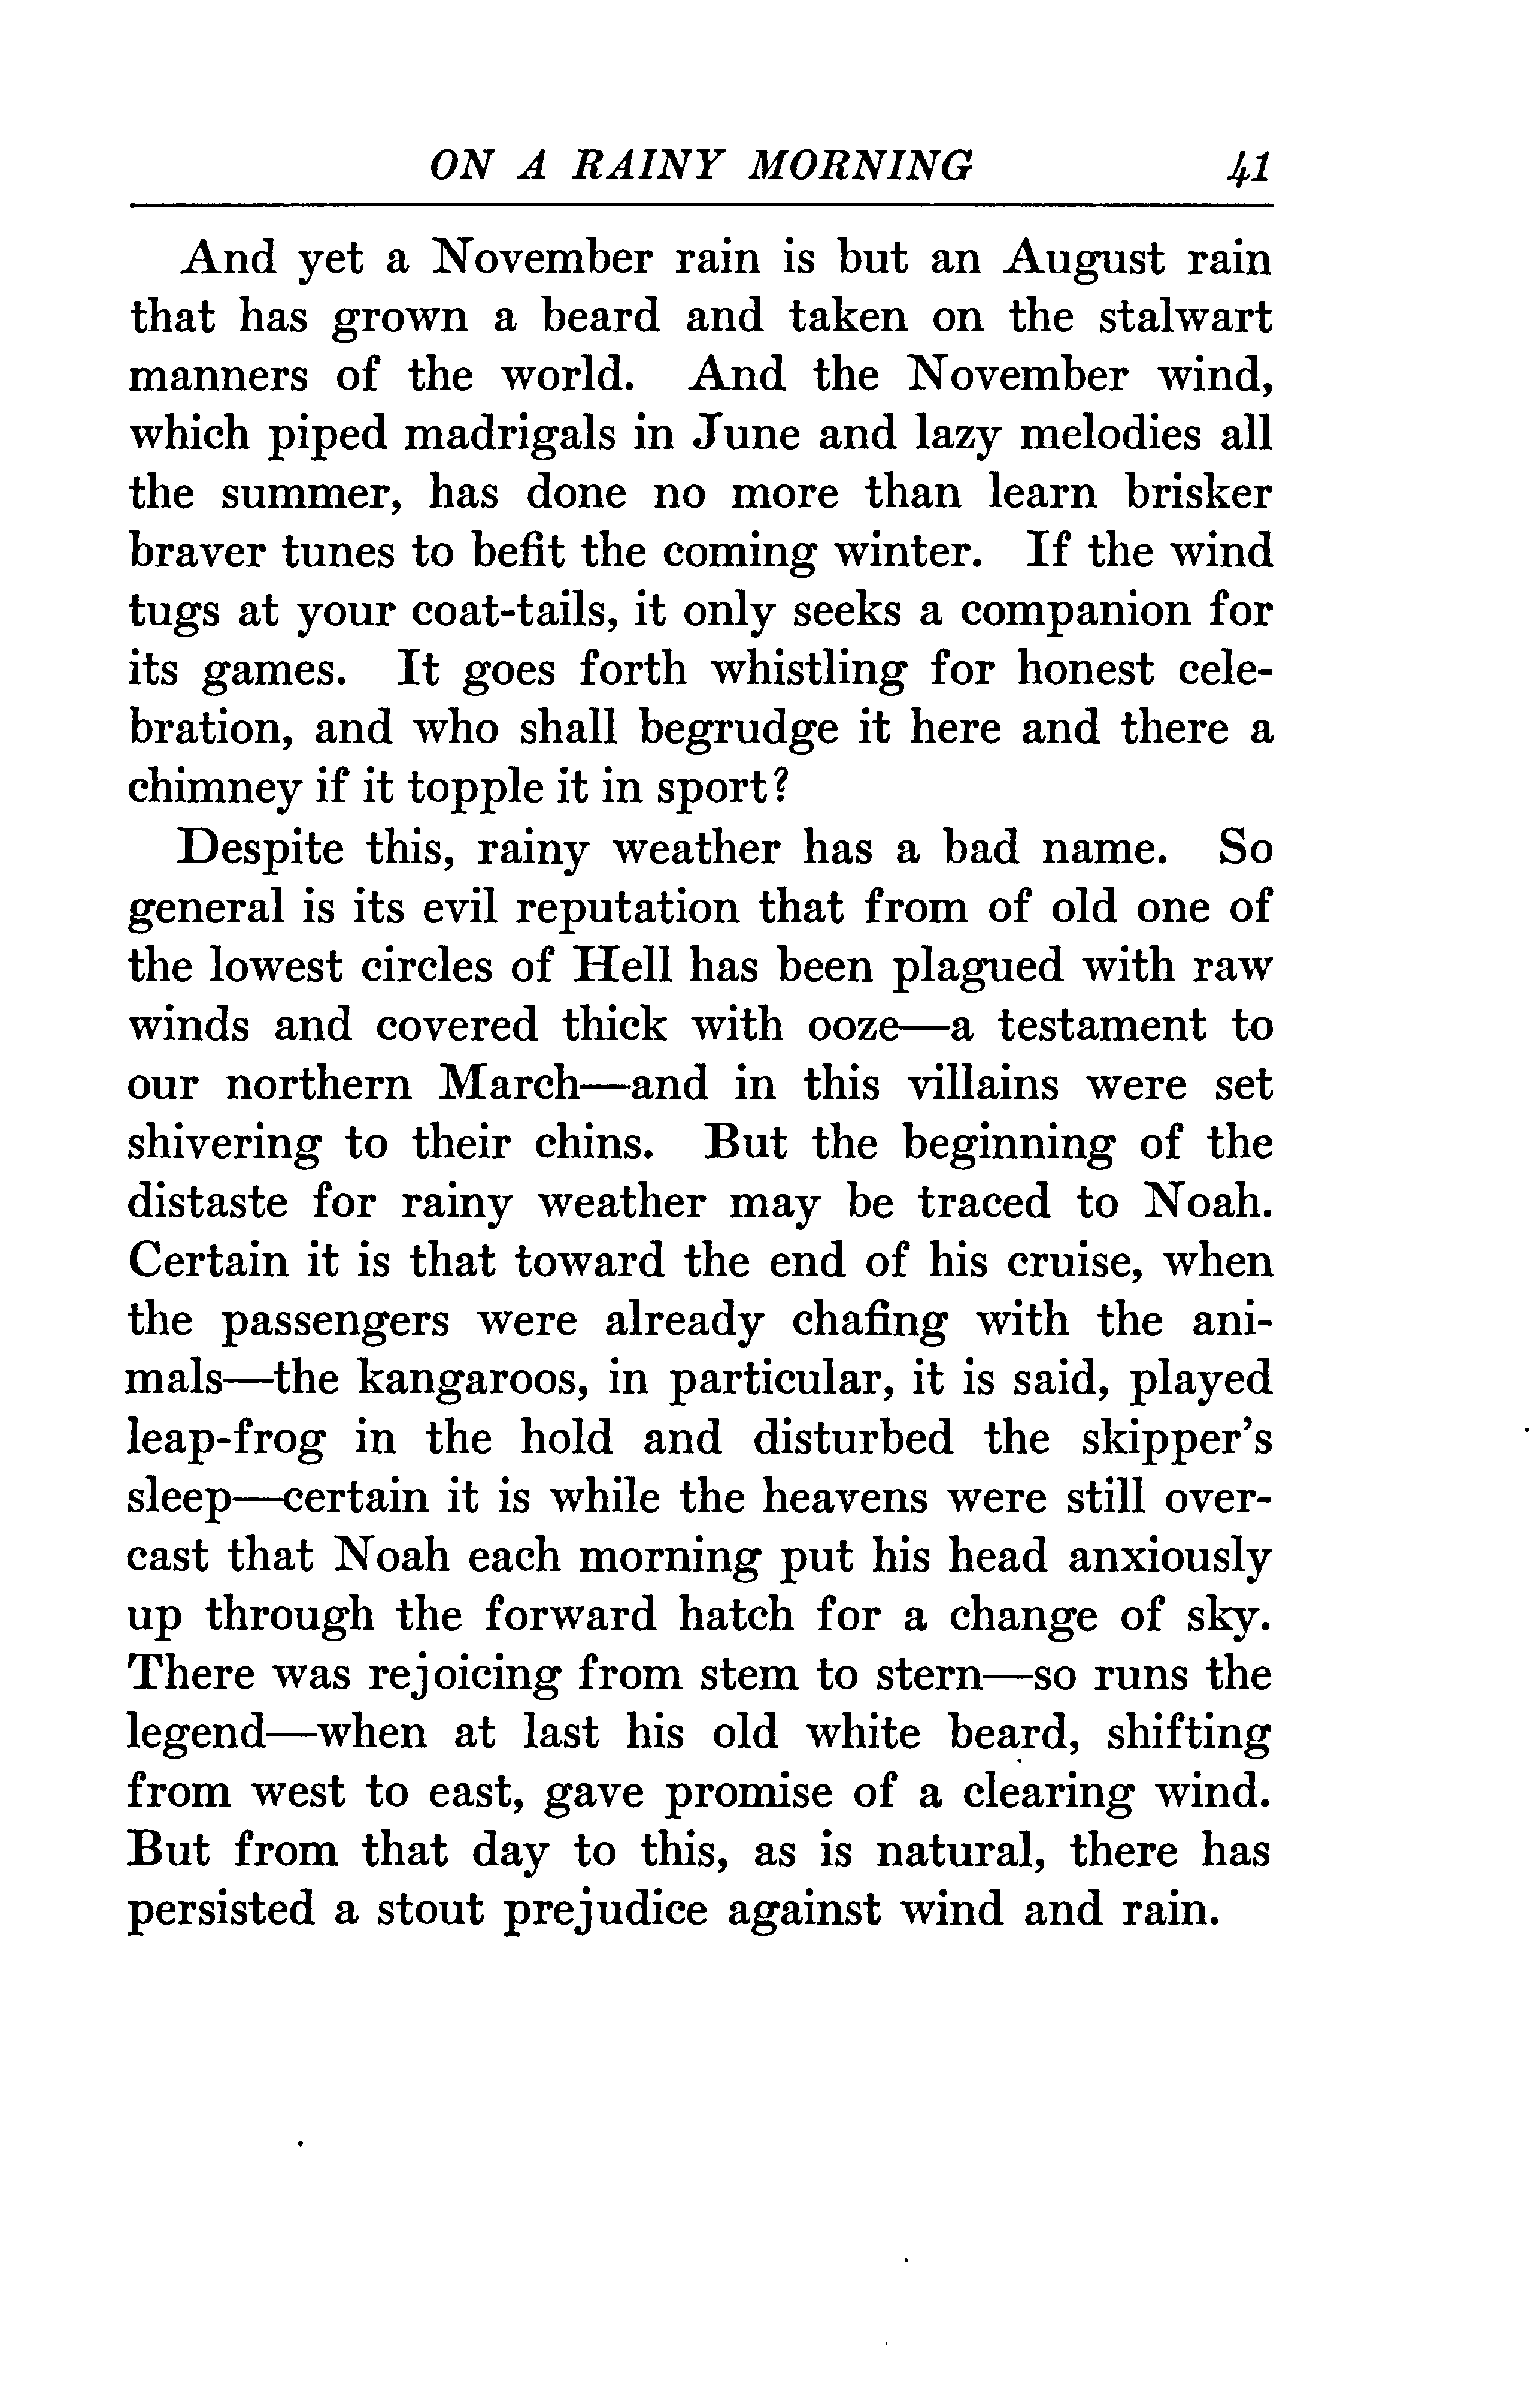 ON A RAINY MORNING 41
And yet a November rain is but an August rain
that has grown a beard and taken on the stalwart
manners of the world. And the November wind,
which piped madrigals in June and lazy melodies all
the summer, has done no more than learn brisker
braver tunes to befit the coming winter. If the wind
tugs at your coat-tails, it only seeks a companion for
its games. It goes forth whistling for honest cele-
bration, and who shall begrudge it here and there a
chimney if it topple it in sport?
Despite this, rainy weather has a bad name. So
general is its evil reputation that from of old one of
the lowest circles of Hell has been plagued with raw
winds and covered thick with ooze—a testament to
our northern March—and in this villains were set
shivering to their chins. But the beginning of the
distaste for rainy weather may be traced to Noah.
Certain it is that toward the end of his cruise, when
the passengers were already chafing with the ani-
mals—the kangaroos, in particular, it is said, played
leap-frog in the hold and disturbed the skipper's
sleep—certain it is while the heavens were still over-
cast that Noah each morning put his head anxiously
up through the forward hatch for a change of sky.
There was rejoicing from stem to stern—so runs the
legend—when at last his old white beard, shifting
from west to east, gave promise of a clearing wind.
But from that day to this, as is natural, there has
persisted a stout prejudice against wind and rain.